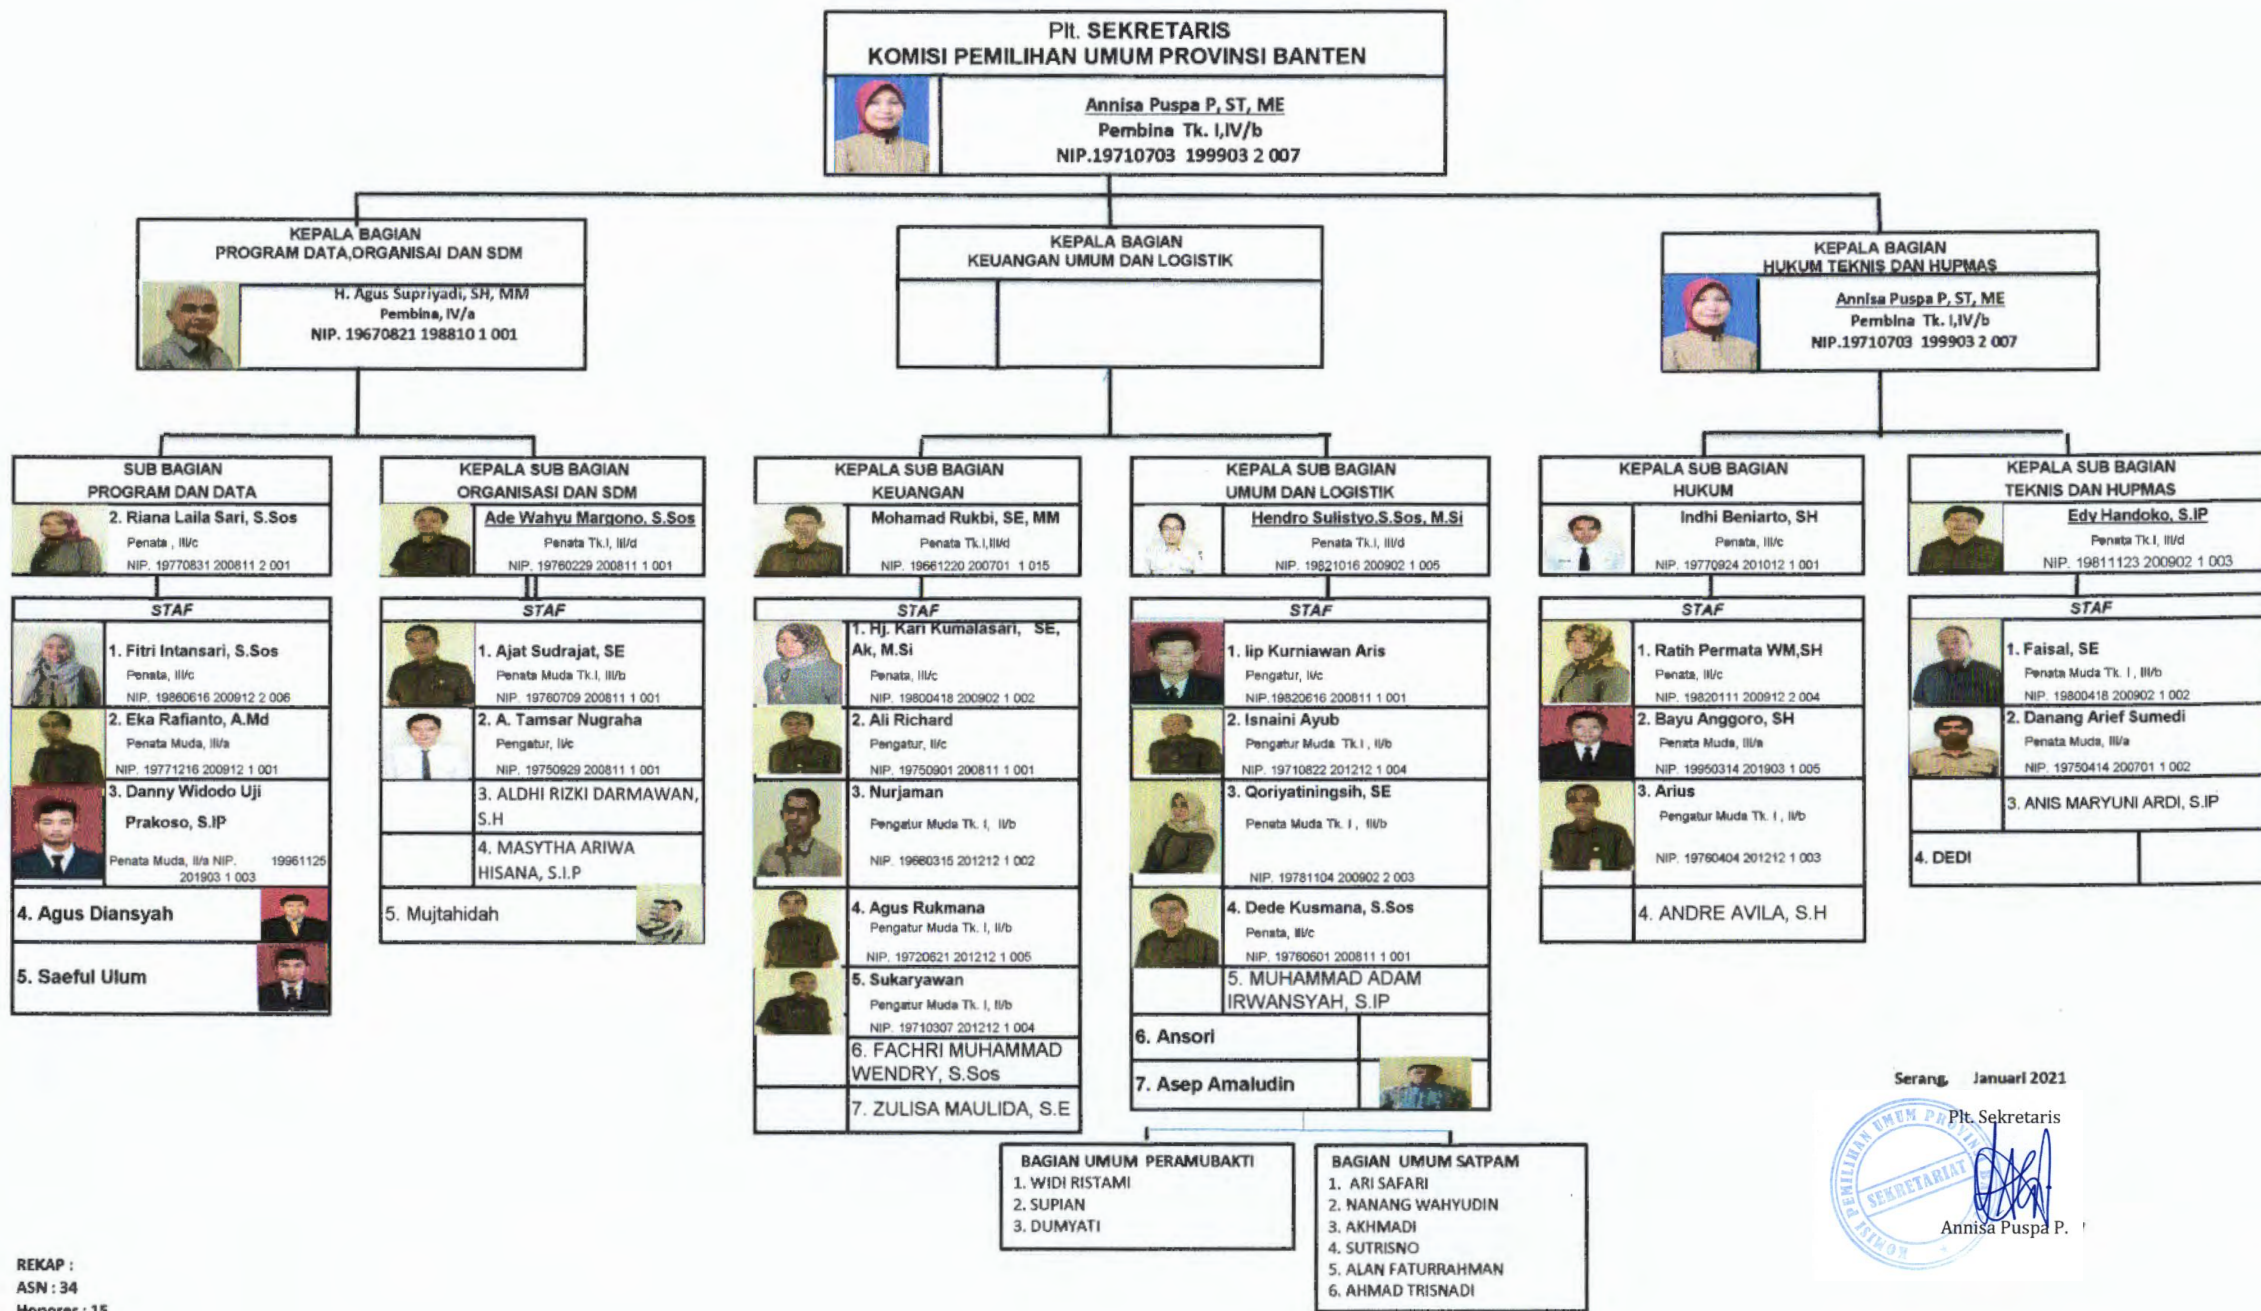 Plt. SEKRETARIS
KOMISI PEMILIHAN UMUM PROVINSI BANTEN
Annisa Puspa P, ST, ME
Pembina Tk. I,IV/b
NIP.19710703 199903 2 007
KEPALA BAGIAN
PROGRAM DATA,ORGANISAI DAN SDM
H. Agus Supriyadi, SH, MM
Pembina, IV/a
NIP. 19670821 198810 1 001
KEPALA BAGIAN
KEUANGAN UMUM DAN LOGISTIK
KEPALA BAGIAN
HUKUM TEKNIS DAN HUPMAS
Annisa Puspa P, ST, ME
Pembina Tk. I,IV/b
NIP.19710703 199903 2 007
SUB BAGIAN
PROGRAM DAN DATA
2. Riana Laila Sari, S.Sos
Penata , III/c
NIP. 19770831 200811 2 001
STAF
1. Fitri Intansari, S.Sos
Penata, III/c
NIP. 19860616 200912 2 006
2. Eka Rafianto, A.Md
Penata Muda, III/a
NIP. 19771216 200912 1 001
3. Danny Widodo Uji
Prakoso, S.IP
Penata Muda, II/a NIP. 19961125
201903 1 003
4. Agus Diansyah
5. Saeful Ulum
KEPALA SUB BAGIAN
ORGANISASI DAN SDM
Ade Wahyu Margono, S.Sos
Penata Tk.I, III/d
NIP. 19760229 200811 1 001
STAF
1. Ajat Sudrajat, SE
Penata Muda Tk.I, III/b
NIP. 19760709 200811 1 001
2. A. Tamsar Nugraha
Pengatur, II/c
NIP. 19750929 200811 1 001
3. ALDHI RIZKI DARMAWAN,
S.H
4. MASYTHA ARIWA
HISANA, S.I.P
5. Mujtahidah
KEPALA SUB BAGIAN
KEUANGAN
Mohamad Rukbi, SE, MM
Penata Tk.I,III/d
NIP. 19661220 200701 1 015
STAF
1. Hj. Kari Kumalasari, SE,
Ak, M.Si
Penata, III/c
NIP. 19800418 200902 1 002
2. Ali Richard
Pengatur, II/c
NIP. 19750901 200811 1 001
3. Nurjaman
Pengatur Muda Tk. I, II/b
NIP. 19680315 201212 1 002
4. Agus Rukmana
Pengatur Muda Tk. I, II/b
NIP. 19720621 201212 1 005
5. Sukaryawan
Pengatur Muda Tk. I, II/b
NIP. 19710307 201212 1 004
6. FACHRI MUHAMMAD
WENDRY, S.Sos
7. ZULISA MAULIDA, S.E
KEPALA SUB BAGIAN
UMUM DAN LOGISTIK
Hendro Sulistyo,S.Sos, M.Si
Penata Tk.I, III/d
NIP. 19821016 200902 1 005
STAF
1. Iip Kurniawan Aris
Pengatur, II/c
NIP.19820616 200811 1 001
2. Isnaini Ayub
Pengatur Muda Tk.I , II/b
NIP. 19710822 201212 1 004
3. Qoriyatiningsih, SE
Penata Muda Tk. I , III/b
NIP. 19781104 200902 2 003
4. Dede Kusmana, S.Sos
Penata, III/c
NIP. 19760601 200811 1 001
5. MUHAMMAD ADAM
IRWANSYAH, S.IP
6. Ansori
7. Asep Amaludin
BAGIAN UMUM PERAMUBAKTI
1. WIDI RISTAMI
2. SUPIAN
3. DUMYATI
BAGIAN UMUM SATPAM
1. ARI SAFARI
2. NANANG WAHYUDIN
3. AKHMADI
4. SUTRISNO
5. ALAN FATURRAHMAN
6. AHMAD TRISNADI
KEPALA SUB BAGIAN
HUKUM
Indhi Beniarto, SH
Penata, III/c
NIP. 19770924 201012 1 001
STAF
1. Ratih Permata WM,SH
Penata, III/c
NIP. 19820111 200912 2 004
2. Bayu Anggoro, SH
Penata Muda, III/a
NIP. 19950314 201903 1 005
3. Arius
Pengatur Muda Tk. I , II/b
NIP. 19760404 201212 1 003
4. ANDRE AVILA, S.H
KEPALA SUB BAGIAN
TEKNIS DAN HUPMAS
Edy Handoko, S.IP
Penata Tk.I, III/d
NIP. 19811123 200902 1 003
STAF
1. Faisal, SE
Penata Muda Tk. I , III/b
NIP. 19800418 200902 1 002
2. Danang Arief Sumedi
Penata Muda, III/a
NIP. 19750414 200701 1 002
3. ANIS MARYUNI ARDI, S.IP
4. DEDI
Serang, Januari 2021
Plt. Sekretaris
KOMISI PEMILIHAN UMUM PROVINSI
SEKRETARIAT
Annisa Puspa P.
REKAP :
ASN : 34
Honorer : 15